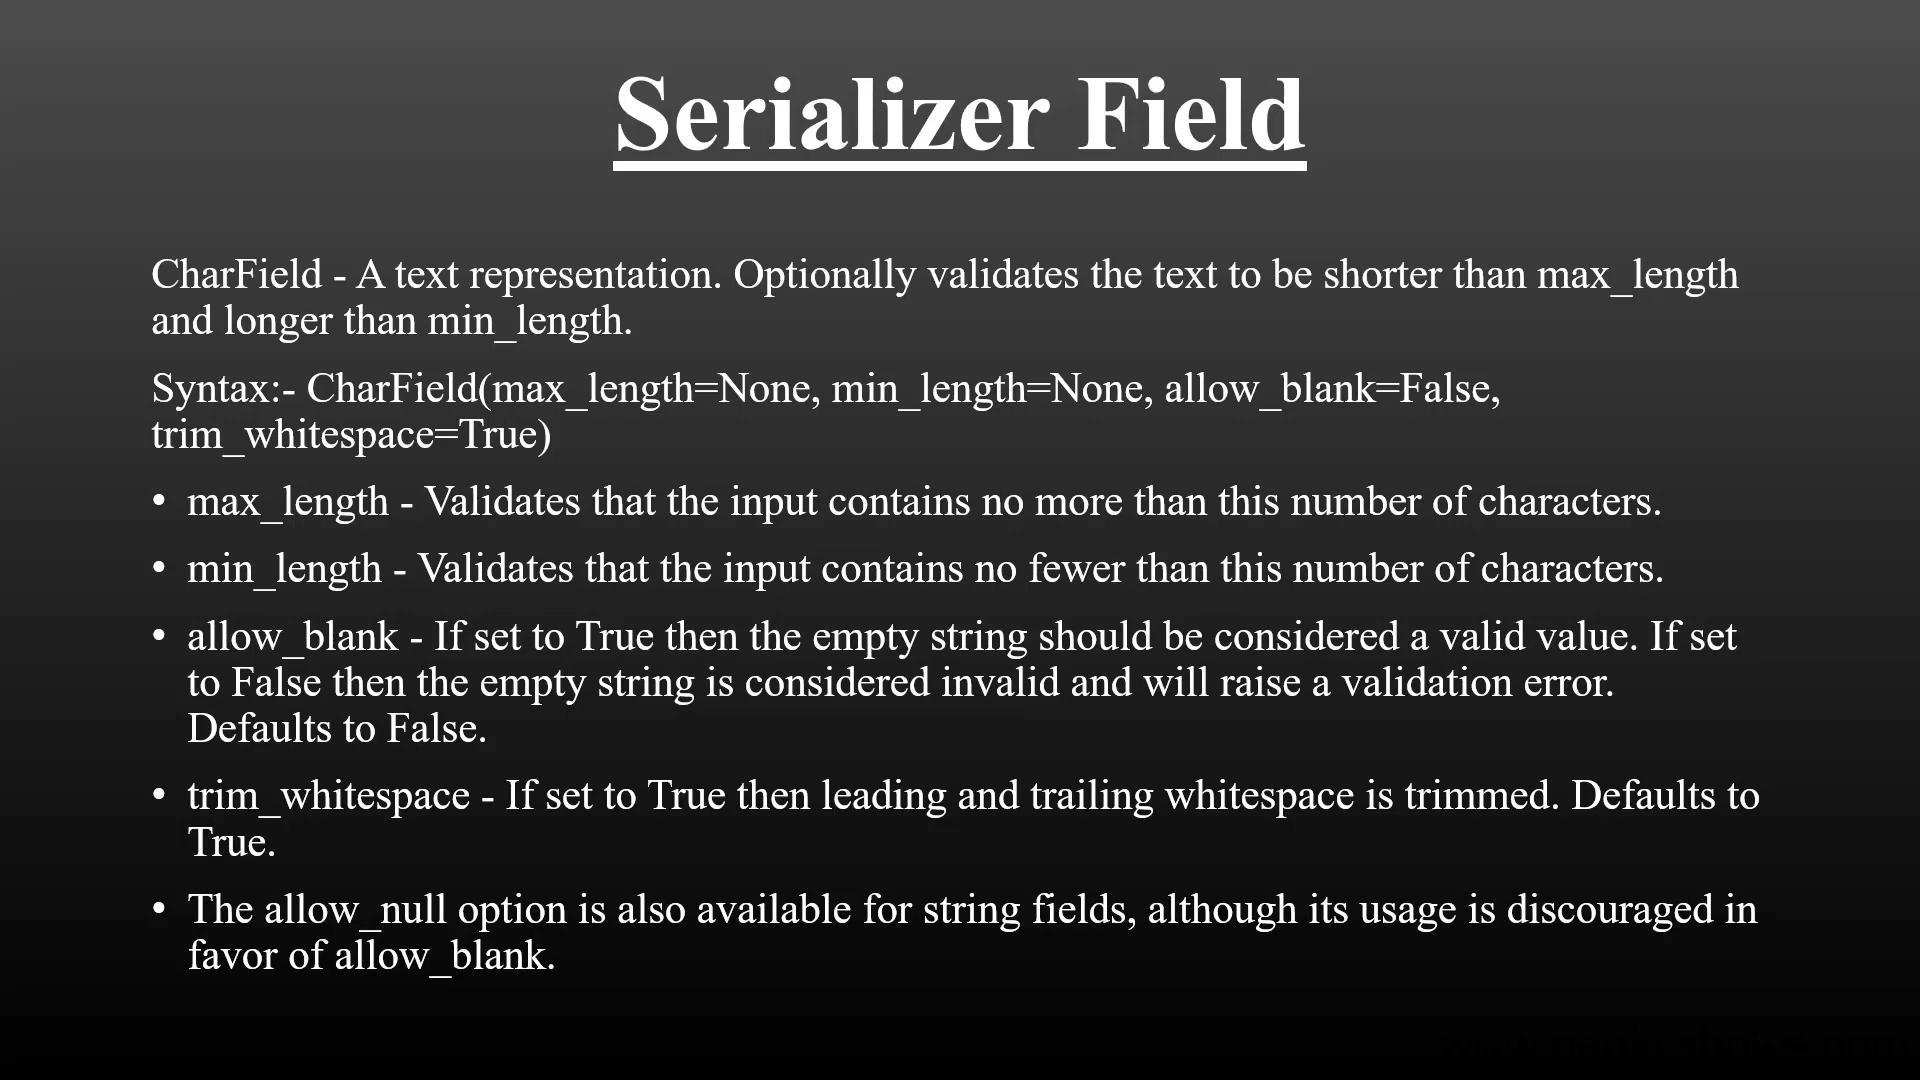 Serializer Field
CharField - A text representation. Optionally validates the text to be shorter than max_length
and longer than min_length.
Syntax:- CharField(max_length=None, min_length=None, allow_blank=False,
trim_whitespace=True)
• max_length - Validates that the input contains no more than this number of characters.
• min_length - Validates that the input contains no fewer than this number of characters.
• allow_blank - If set to True then the empty string should be considered a valid value. If set
to False then the empty string is considered invalid and will raise a validation error.
Defaults to False.
• trim_whitespace - If set to True then leading and trailing whitespace is trimmed. Defaults to
True.
• The allow_null option is also available for string fields, although its usage is discouraged in
favor of allow_blank.